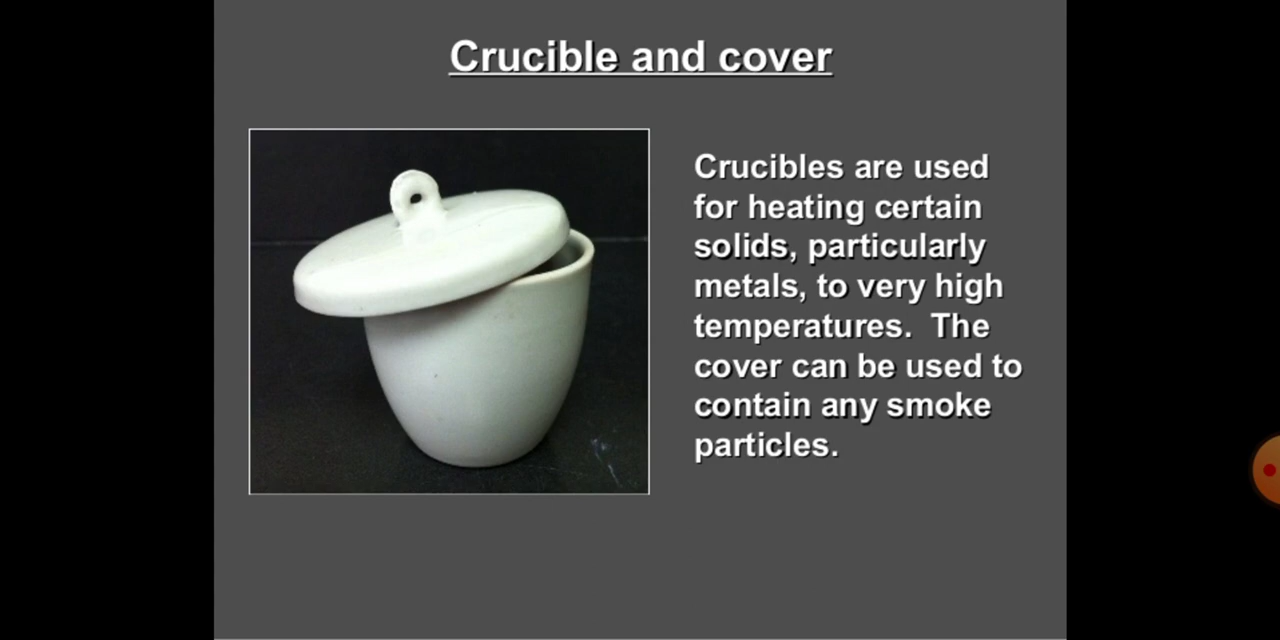 Crucible and cover
Crucibles are used
for heating certain
solids, particularly
metals, to very high
temperatures.  The
cover can be used to
contain any smoke
particles.